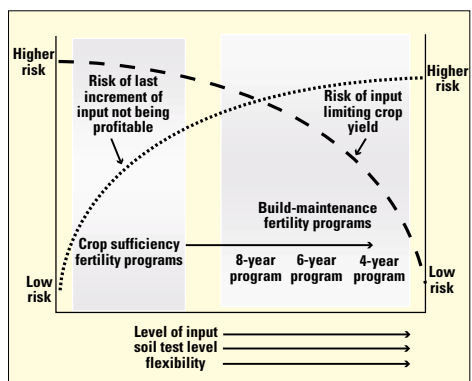 Higher
risk
Risk of last
increment of
input not being
profitable
Risk of input
limiting crop
yield
Higher
risk
Build-maintenance
fertility programs
Crop sufficiency
fertility programs
8-year
program
6-year
program
4-year
program
Low
risk
Low
risk
Level of input
soil test level
flexibility